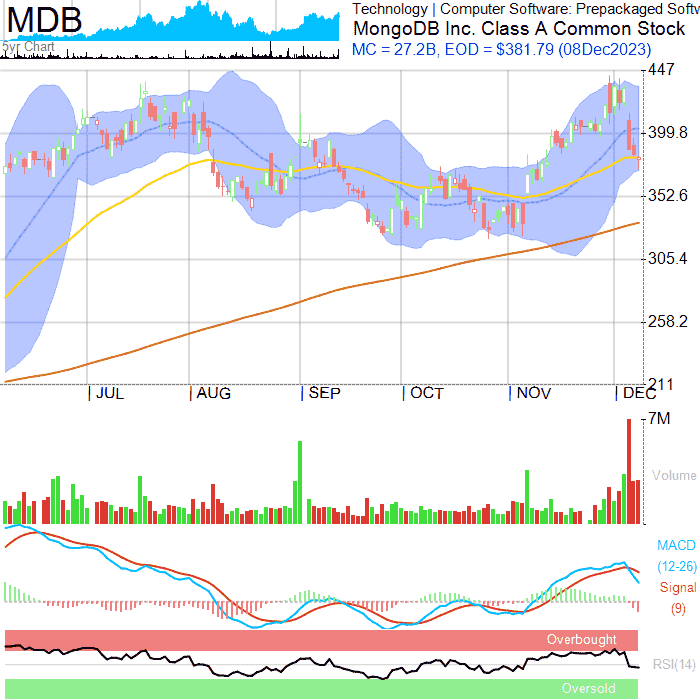 MDB
5yr Chart
Technology | Computer Software: Prepackaged Softw
MongoDB Inc. Class A Common Stock
MC = 27.2B, EOD = $381.79 (08Dec2023)
447
399.8
352.6
305.4
258.2
211
JUL AUG SEP OCT NOV DEC
7M
Volume
MACD
(12-26)
Signal
(9)
Overbought
RSI(14)
Oversold